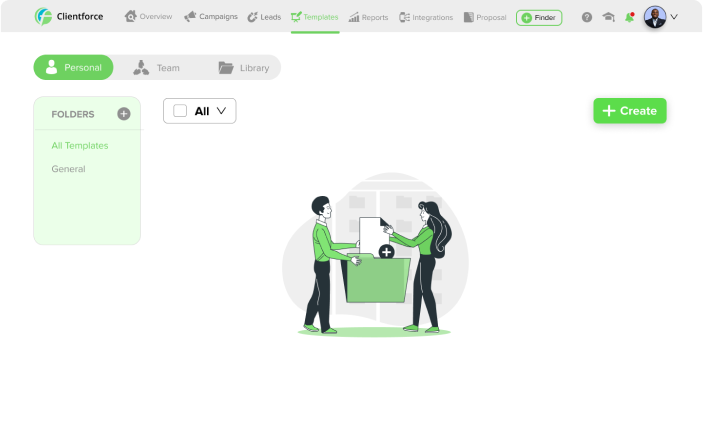 Clientforce
Overview
Campaigns
Leads
Templates
Reports
Integrations
Proposal
Finder
Personal
Team
Library
FOLDERS
All
Create
All Templates
General